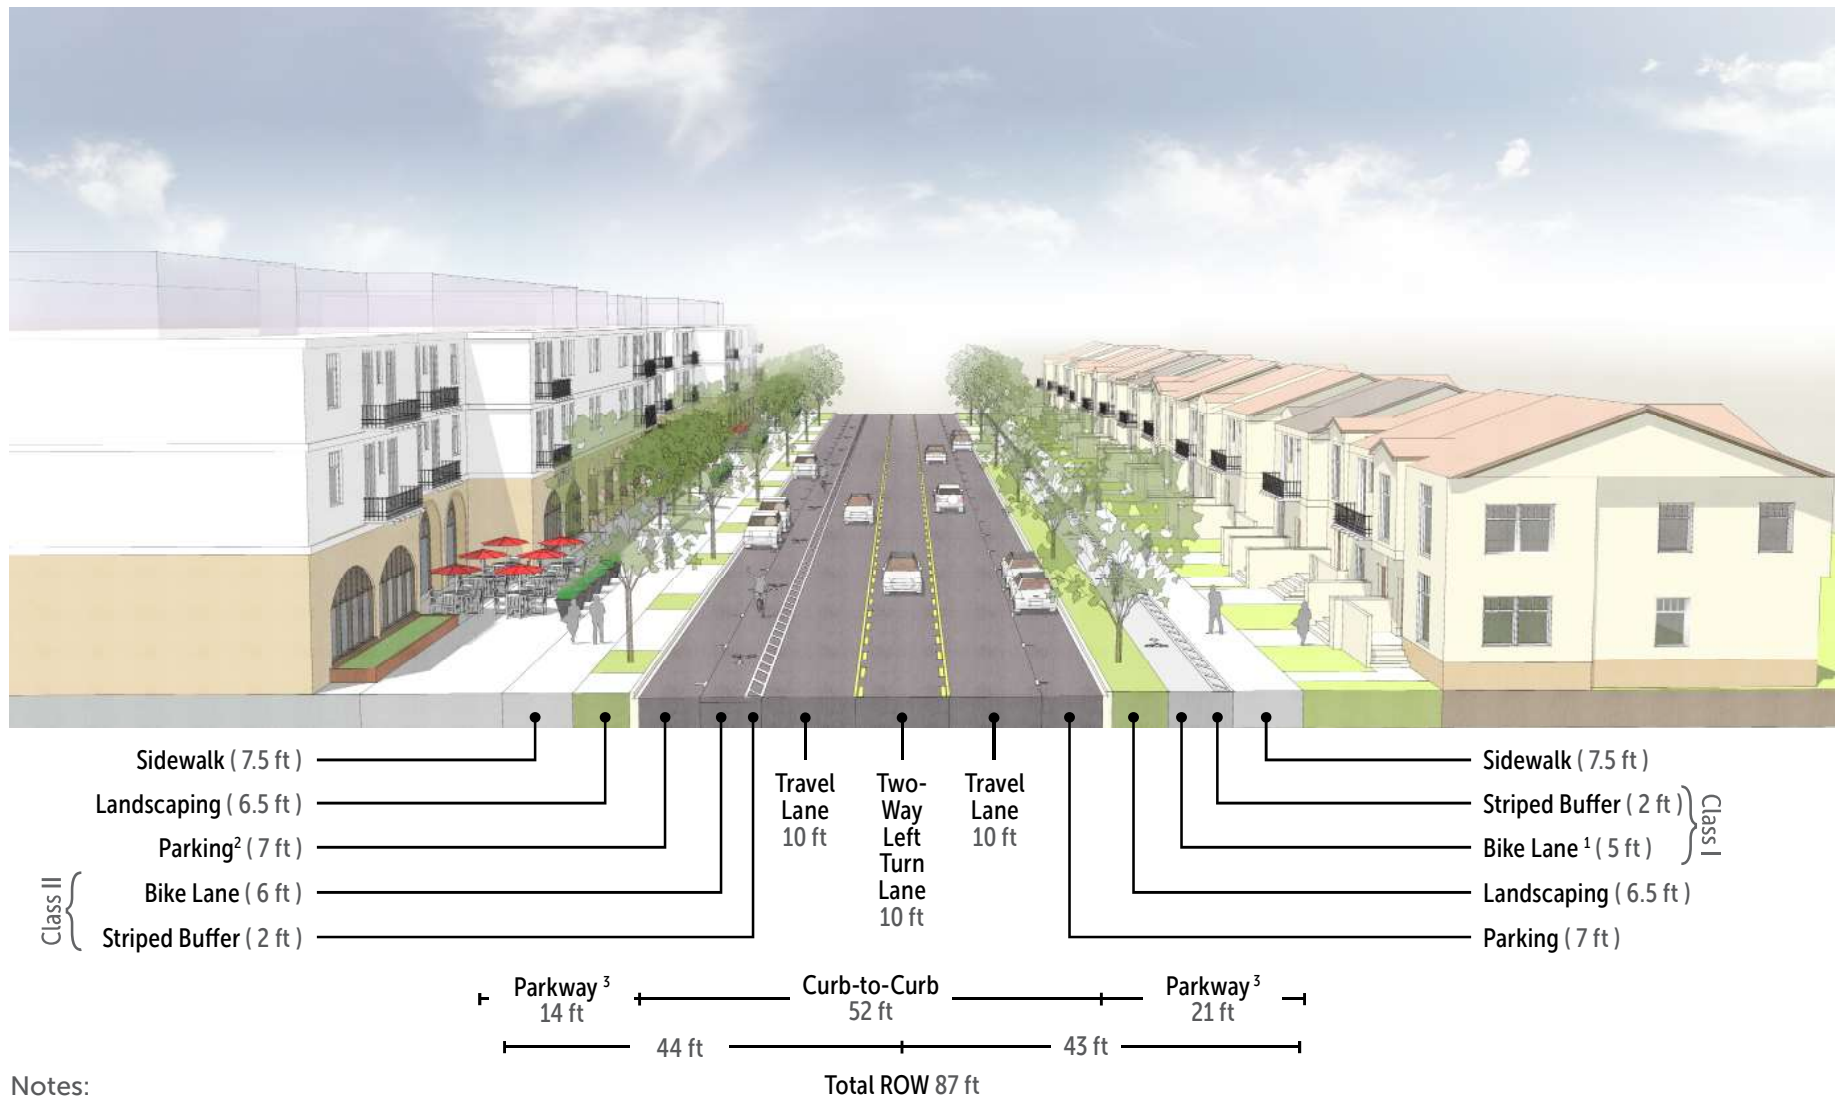 Sidewalk ( 7.5 ft )
Landscaping ( 6.5 ft )
Parking² ( 7 ft )
Class II
Bike Lane ( 6 ft )
Striped Buffer ( 2 ft )
Travel
Lane
10 ft
Two-
Way
Left
Turn
Lane
10 ft
Travel
Lane
10 ft
Sidewalk ( 7.5 ft )
Striped Buffer ( 2 ft )
Bike Lane ¹ ( 5 ft )
Class I
Landscaping ( 6.5 ft )
Parking ( 7 ft )
Parkway ³
14 ft
Curb-to-Curb
52 ft
Parkway ³
21 ft
44 ft
43 ft
Total ROW 87 ft
Notes: